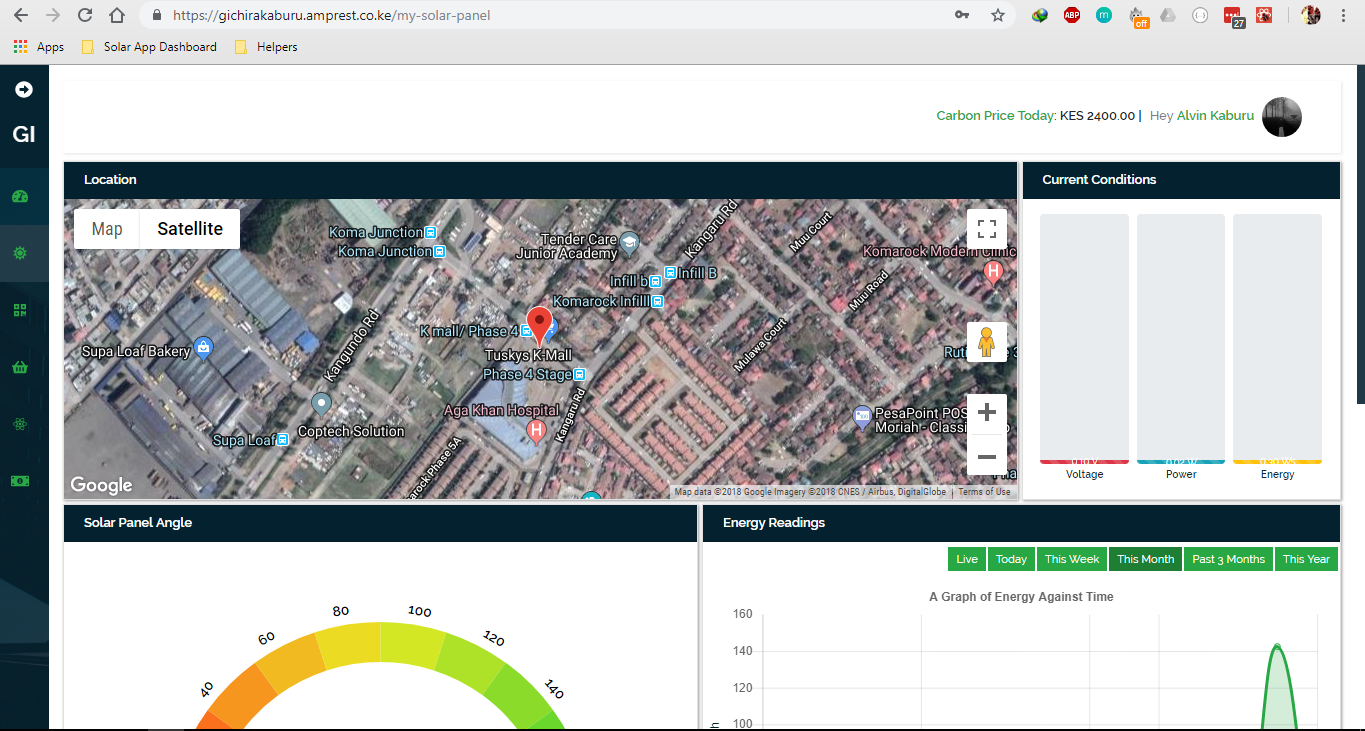 https://gichirakaburu.amprest.co.ke/my-solar-panel
ABP
m
off
27
Apps
Solar App Dashboard
Helpers
GI
Carbon Price Today: KES 2400.00 | Hey Alvin Kaburu
Location
Current Conditions
Map
Satellite
Koma Junction
Koma Junction
Tender Care
Junior Academy
Kangaru Rd
Muu Court
Komarock Modern Clinic
H
Infill b
Infill B
Komarock Infill
Muu Road
K mall/ Phase 4
Supa Loaf Bakery
Kangundo Rd
Tuskys K-Mall
Mulawa Court
Phase 4 Stage
Aga Khan Hospital
H
Kangaru Rd
PesaPoint POS
Moriah - Classi
Coptech Solution
Supa Loaf
Google
Map data ©2018 Google Imagery ©2018 CNES / Airbus, DigitalGlobe
Terms of Use
Voltage
Power
Energy
Solar Panel Angle
Energy Readings
Live
Today
This Week
This Month
Past 3 Months
This Year
A Graph of Energy Against Time
160
140
120
100
40
60
80
100
120
140